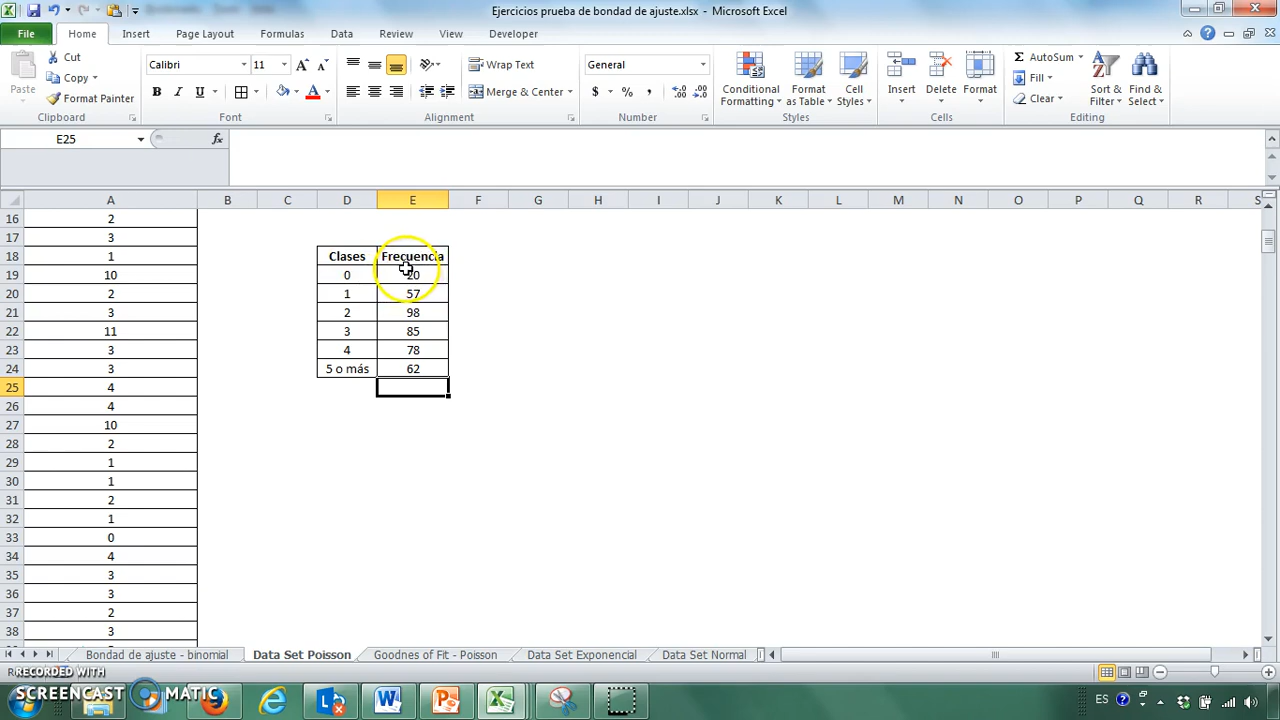 Ejercicios prueba de bondad de ajuste.xlsx - Microsoft Excel
File Home Insert Page Layout Formulas Data Review View Developer
Paste Cut Copy Format Painter Clipboard
Calibri 11 Font
Wrap Text Merge & Center Alignment
General Number
Conditional Formatting Format as Table Cell Styles Styles
Insert Delete Format Cells
AutoSum Fill Clear Sort & Filter Find & Select Editing
E25 fx
A B C D E F G H I J K L M N O P Q R S
16 2
17 3
18 1 Clases Frecuencia
19 10 0 20
20 2 1 57
21 3 2 98
22 11 3 85
23 3 4 78
24 3 5 o más 62
25 4
26 4
27 10
28 2
29 1
30 1
31 2
32 1
33 0
34 4
35 3
36 3
37 2
38 3
Bondad de ajuste - binomial Data Set Poisson Goodnes of Fit - Poisson Data Set Exponencial Data Set Normal
RECORDED WITH
SCREENCAST MATIC
ES 12:42 p.m.